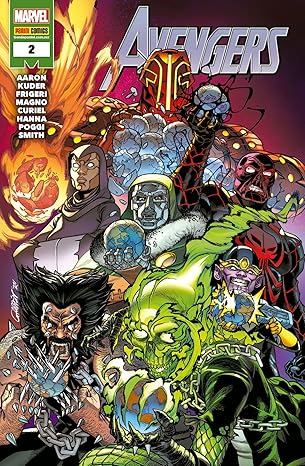 MARVEL
PANINI COMICS
2
AARON
KUDER
FRIGERI
MAGNO
CURIEL
HANNA
POGGI
SMITH
AVENGERS